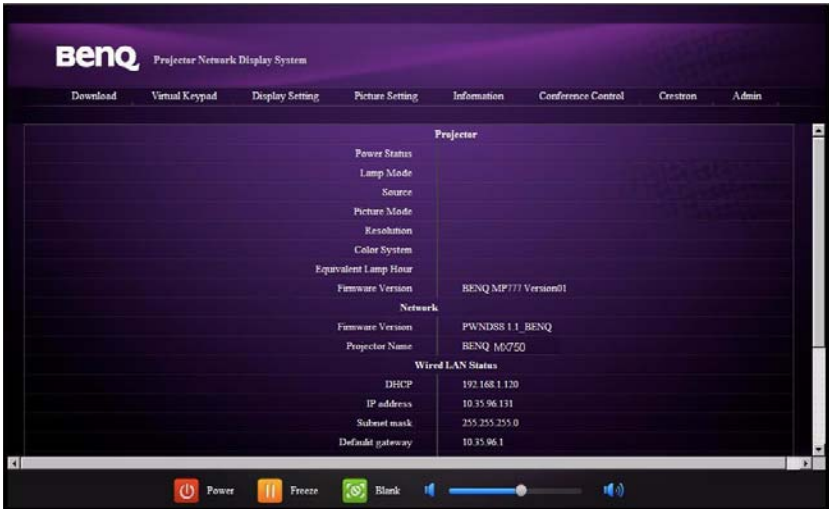 BenQ Projector Network Display System
Download Virtual Keypad Display Setting Picture Setting Information Conference Control Crestron Admin
Projector
Power Status
Lamp Mode
Source
Picture Mode
Resolution
Color System
Equivalent Lamp Hour
Firmware Version BENQ MP777 Version01
Network
Firmware Version PWNDSS 1.1_BENQ
Projector Name BENQ MX750
Wired LAN Status
DHCP 192.168.1.120
IP address 10.35.96.131
Subnet mask 255.255.255.0
Default gateway 10.35.96.1
Power Freeze Blank